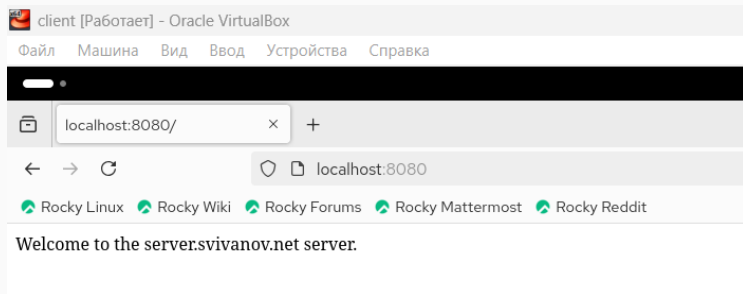 client [Работает] - Oracle VirtualBox
Файл Машина Вид Ввод Устройства Справка
localhost:8080/
localhost:8080
Rocky Linux Rocky Wiki Rocky Forums Rocky Mattermost Rocky Reddit
Welcome to the server.svivanov.net server.